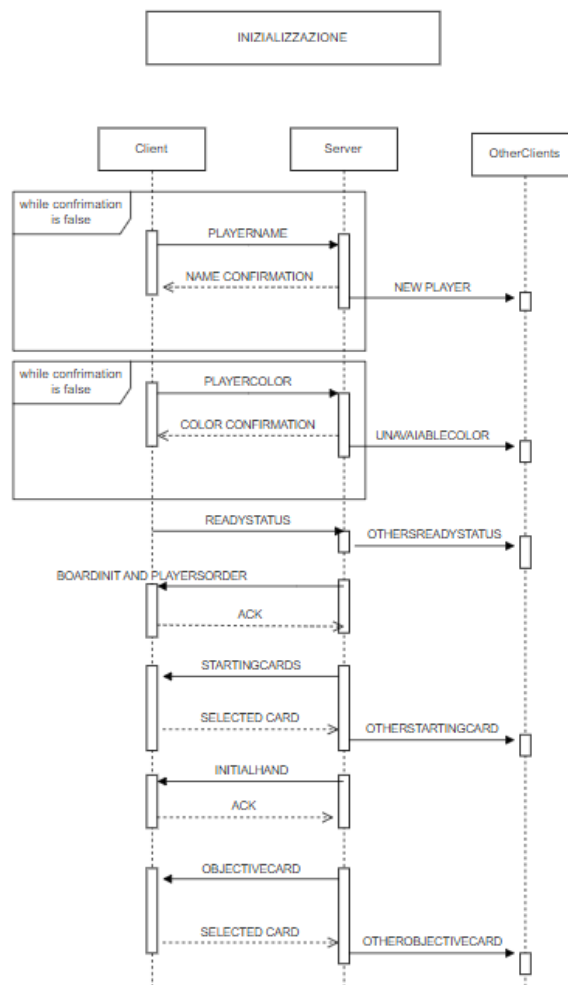 INIZIALIZZAZIONE
Client
Server
OtherClients
while confrimation
is false
PLAYERNAME
NAME CONFIRMATION
NEW PLAYER
while confrimation
is false
PLAYERCOLOR
COLOR CONFIRMATION
UNAVAIABLECOLOR
READYSTATUS
OTHERSREADYSTATUS
BOARDINIT AND PLAYERSORDER
ACK
STARTINGCARDS
SELECTED CARD
OTHERSTARTINGCARD
INITIALHAND
ACK
OBJECTIVECARD
SELECTED CARD
OTHEROBJECTIVECARD